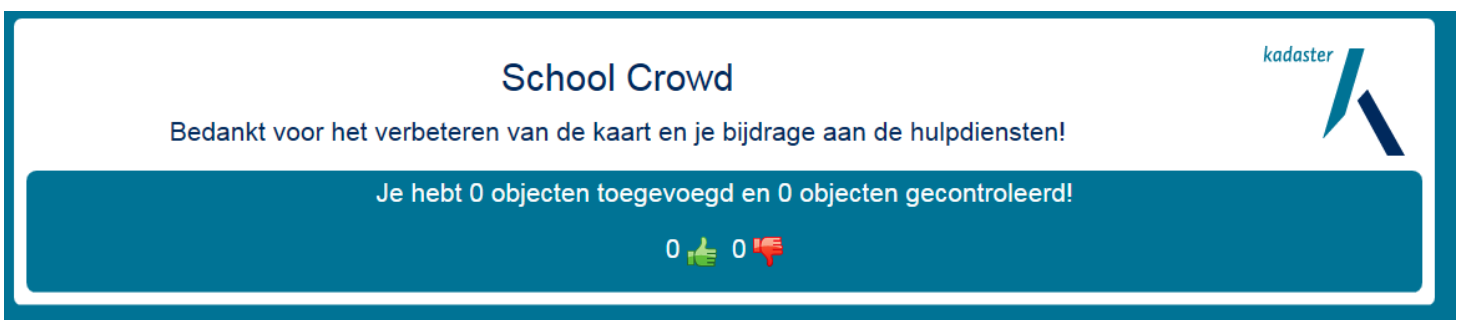 kadaster
School Crowd
Bedankt voor het verbeteren van de kaart en je bijdrage aan de hulpdiensten!
Je hebt 0 objecten toegevoegd en 0 objecten gecontroleerd!
0 0